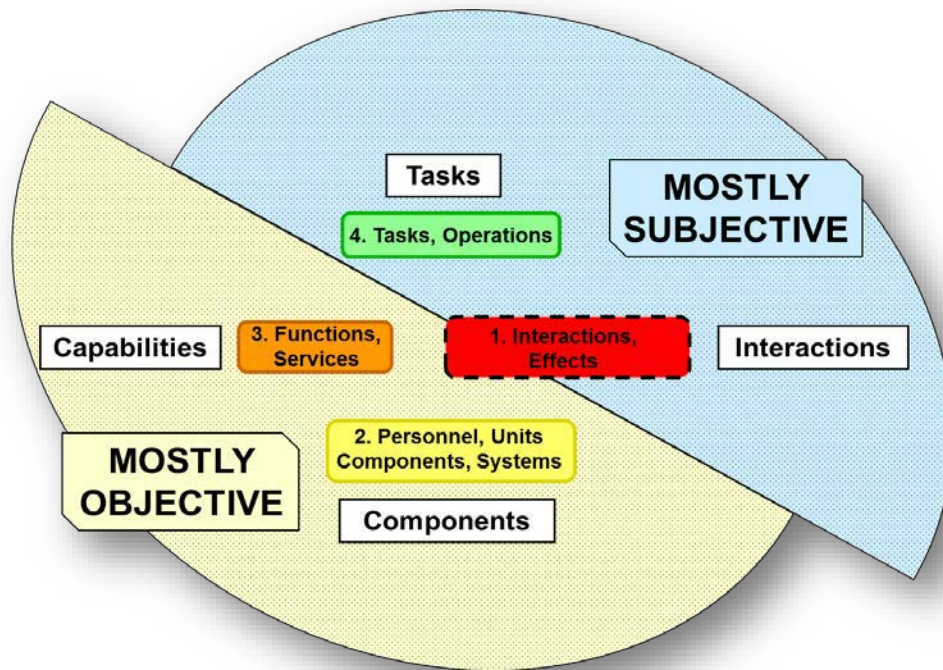 Tasks
MOSTLY
SUBJECTIVE
4. Tasks, Operations
Capabilities
3. Functions,
Services
1. Interactions,
Effects
Interactions
2. Personnel, Units
Components, Systems
MOSTLY
OBJECTIVE
Components